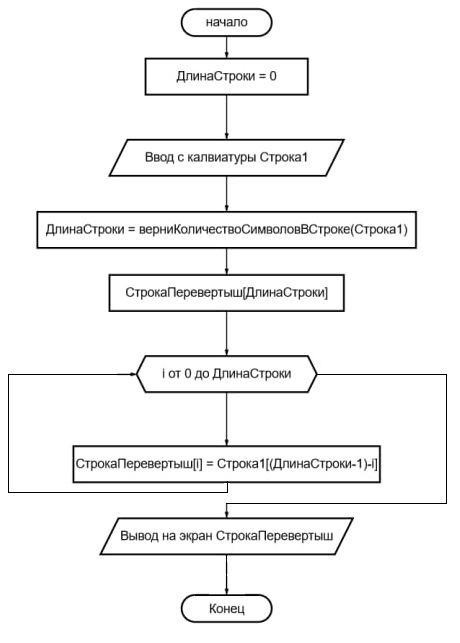 начало
ДлинаСтроки = 0
Ввод с калвиатуры Строка1
ДлинаСтроки = верниКоличествоСимволовВСтроке(Строка1)
СтрокаПеревертыш[ДлинаСтроки]
i от 0 до ДлинаСтроки
СтрокаПеревертыш[i] = Строка1[(ДлинаСтроки-1)-i]
Вывод на экран СтрокаПеревертыш
Конец